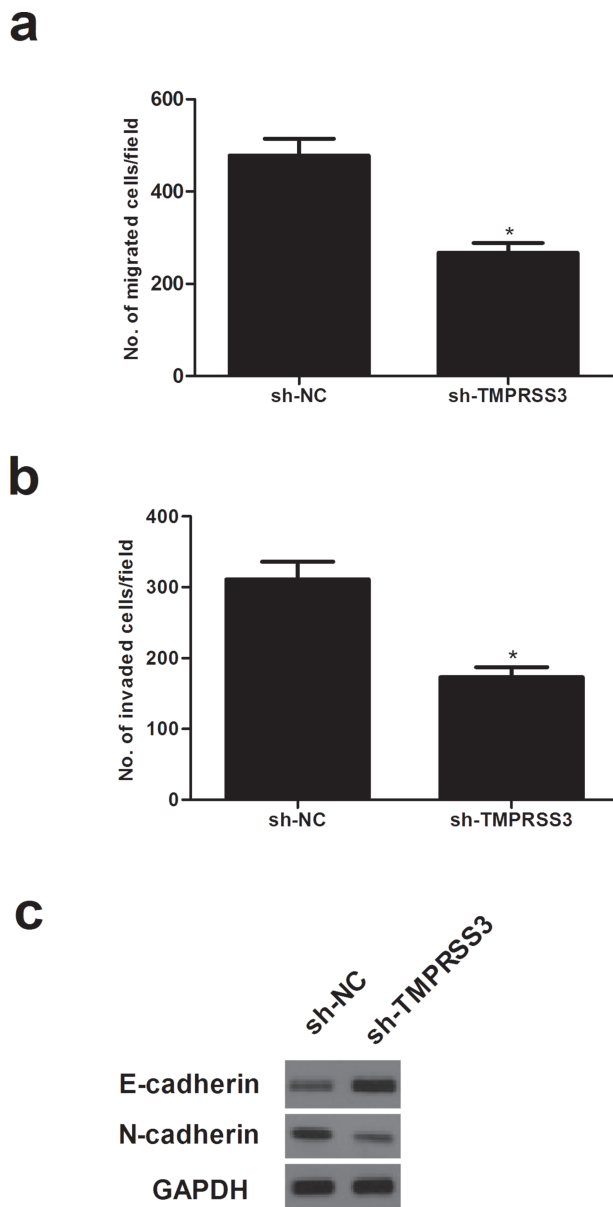 a
No. of migrated cells/field
600
400
200
0
*
sh-NC
sh-TMPRSS3
b
No. of invaded cells/field
400
300
200
100
0
*
sh-NC
sh-TMPRSS3
c
sh-NC
sh-TMPRSS3
E-cadherin
N-cadherin
GAPDH